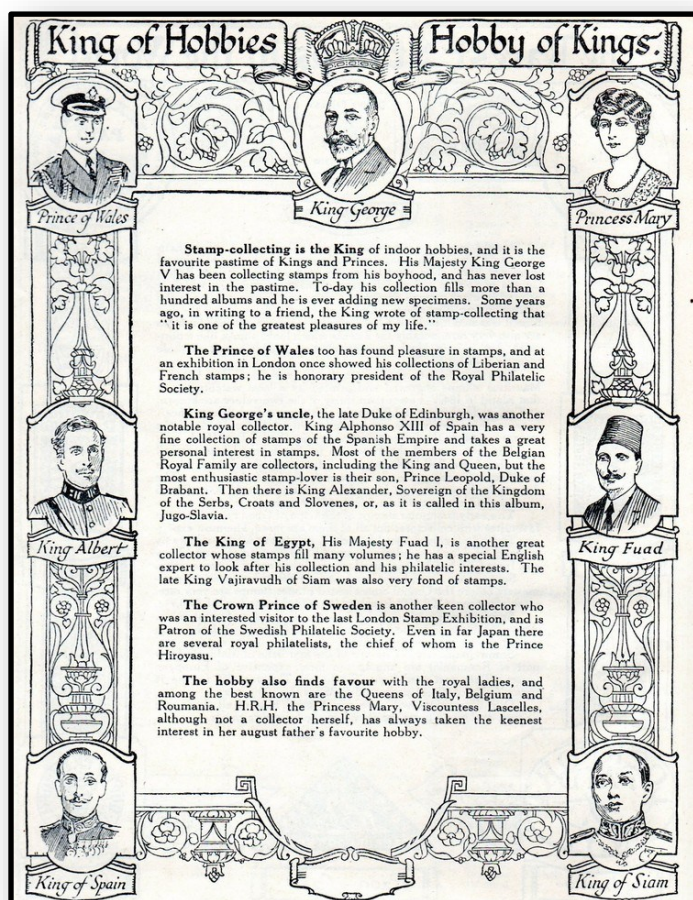 King of Hobbies
Hobby of Kings.
Prince of Wales
King George
Princess Mary
Stamp-collecting is the King of indoor hobbies, and it is the
favourite pastime of Kings and Princes. His Majesty King George
V has been collecting stamps from his boyhood, and has never lost
interest in the pastime. To-day his collection fills more than a
hundred albums and he is ever adding new specimens. Some years
ago, in writing to a friend, the King wrote of stamp-collecting that
" it is one of the greatest pleasures of my life."
The Prince of Wales too has found pleasure in stamps, and at
an exhibition in London once showed his collections of Liberian and
French stamps; he is honorary president of the Royal Philatelic
Society.
King George's uncle, the late Duke of Edinburgh, was another
notable royal collector. King Alphonso XIII of Spain has a very
fine collection of stamps of the Spanish Empire and takes a great
personal interest in stamps. Most of the members of the Belgian
Royal Family are collectors, including the King and Queen, but the
most enthusiastic stamp-lover is their son, Prince Leopold, Duke of
Brabant. Then there is King Alexander, Sovereign of the Kingdom
of the Serbs, Croats and Slovenes, or, as it is called in this album,
Jugo-Slavia.
King Albert
King Fuad
The King of Egypt, His Majesty Fuad I, is another great
collector whose stamps fill many volumes; he has a special English
expert to look after his collection and his philatelic interests. The
late King Vajiravudh of Siam was also very fond of stamps.
The Crown Prince of Sweden is another keen collector who
was an interested visitor to the last London Stamp Exhibition, and is
Patron of the Swedish Philatelic Society. Even in far Japan there
are several royal philatelists, the chief of whom is the Prince
Hiroyasu.
The hobby also finds favour with the royal ladies, and
among the best known are the Queens of Italy, Belgium and
Roumania. H.R.H. the Princess Mary, Viscountess Lascelles,
although not a collector herself, has always taken the keenest
interest in her august father's favourite hobby.
King of Spain
King of Siam